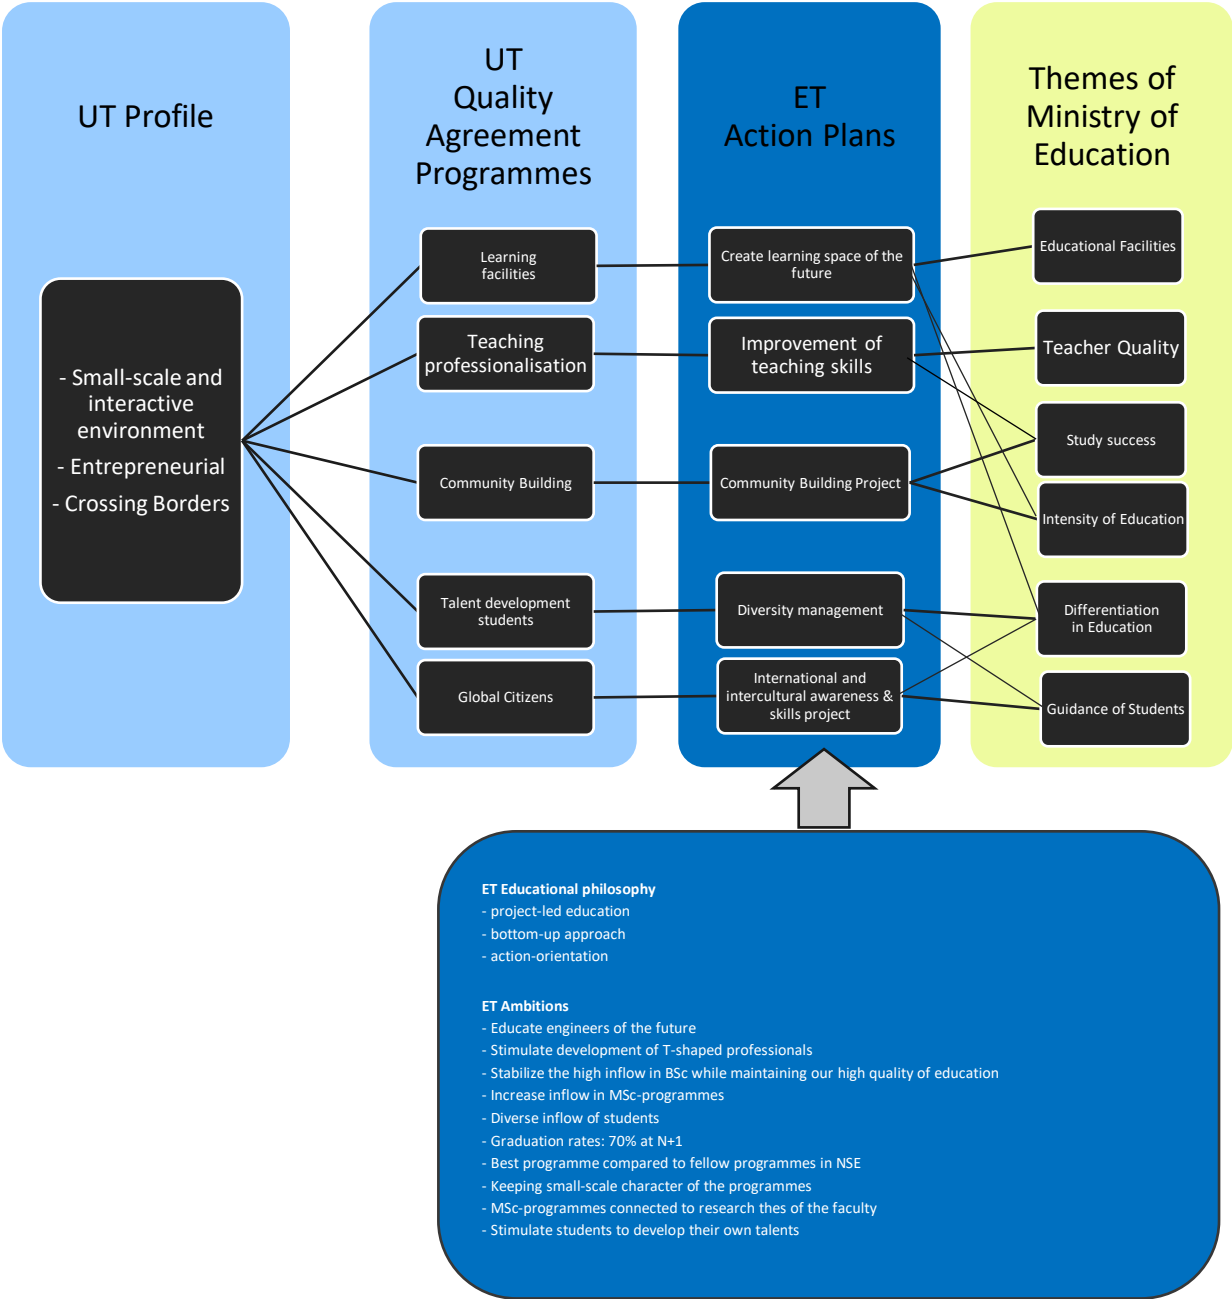 UT Profile
- Small-scale and
interactive
environment
- Entrepreneurial
- Crossing Borders
UT
Quality
Agreement
Programmes
Learning
facilities
Teaching
professionalisation
Community Building
Talent development
students
Global Citizens
ET
Action Plans
Create learning space of the
future
Improvement of
teaching skills
Community Building Project
Diversity management
International and
intercultural awareness &
skills project
Themes of
Ministry of
Education
Educational Facilities
Teacher Quality
Study success
Intensity of Education
Differentiation
in Education
Guidance of Students
ET Educational philosophy
- project-led education
- bottom-up approach
- action-orientation
ET Ambitions
- Educate engineers of the future
- Stimulate development of T-shaped professionals
- Stabilize the high inflow in BSc while maintaining our high quality of education
- Increase inflow in MSc-programmes
- Diverse inflow of students
- Graduation rates: 70% at N+1
- Best programme compared to fellow programmes in NSE
- Keeping small-scale character of the programmes
- MSc-programmes connected to research thes of the faculty
- Stimulate students to develop their own talents